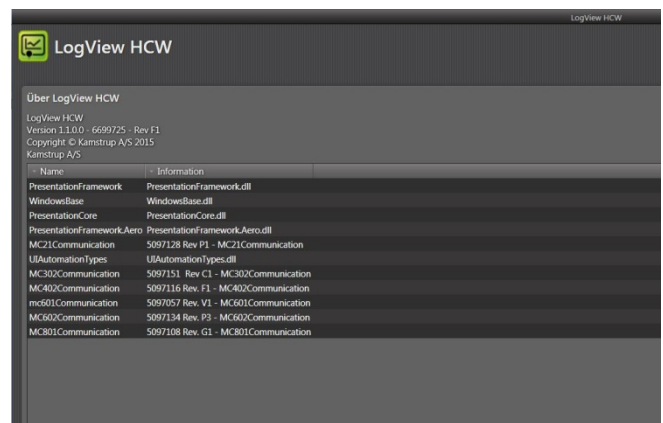 LogView HCW
LogView HCW
Über LogView HCW
LogView HCW
Version 1.1.0.0 - 6699725 - Rev F1
Copyright © Kamstrup A/S 2015
Kamstrup A/S
Name Information
PresentationFramework PresentationFramework.dll
WindowsBase WindowsBase.dll
PresentationCore PresentationCore.dll
PresentationFramework.Aero PresentationFramework.Aero.dll
MC21Communication 5097128 Rev P1 - MC21Communication
UIAutomationTypes UIAutomationTypes.dll
MC302Communication 5097151 Rev C1 - MC302Communication
MC402Communication 5097116 Rev. F1 - MC402Communication
mc601Communication 5097057 Rev. V1 - MC601Communication
MC602Communication 5097134 Rev. P3 - MC602Communication
MC801Communication 5097108 Rev. G1 - MC801Communication